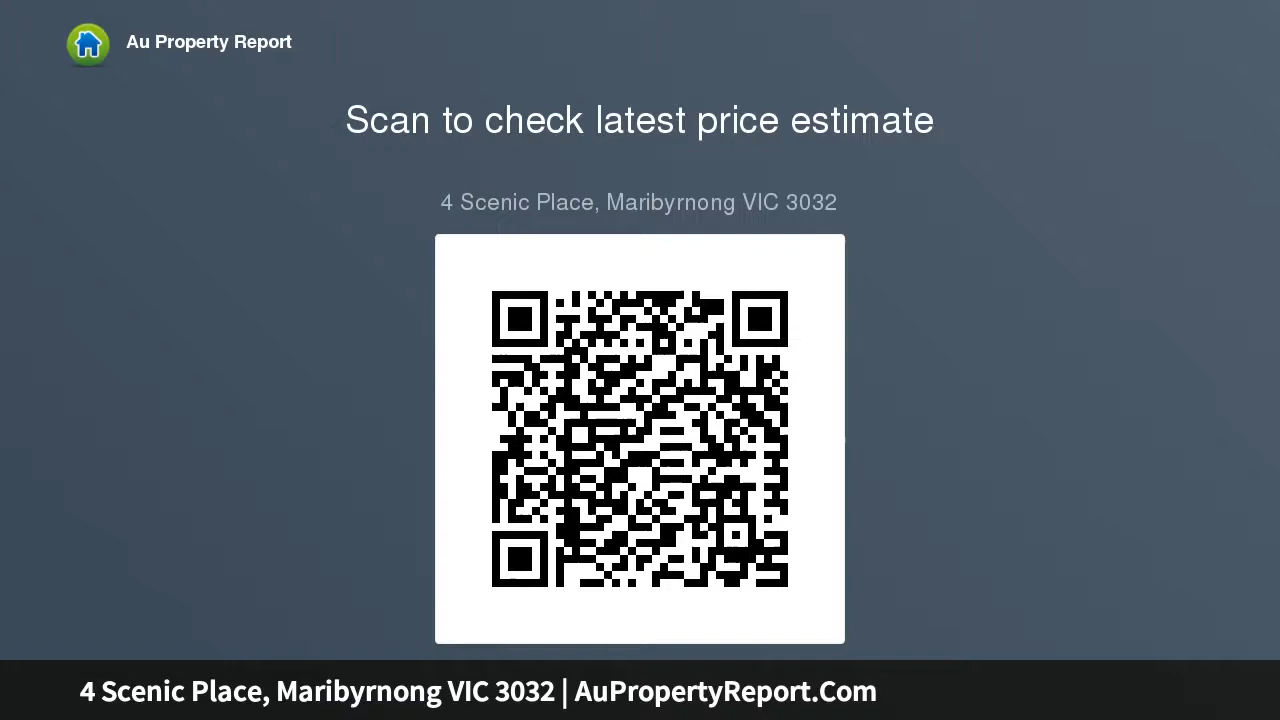 Au Property Report
Scan to check latest price estimate
4 Scenic Place, Maribyrnong VIC 3032
4 Scenic Place, Maribyrnong VIC 3032 | AuPropertyReport.Com